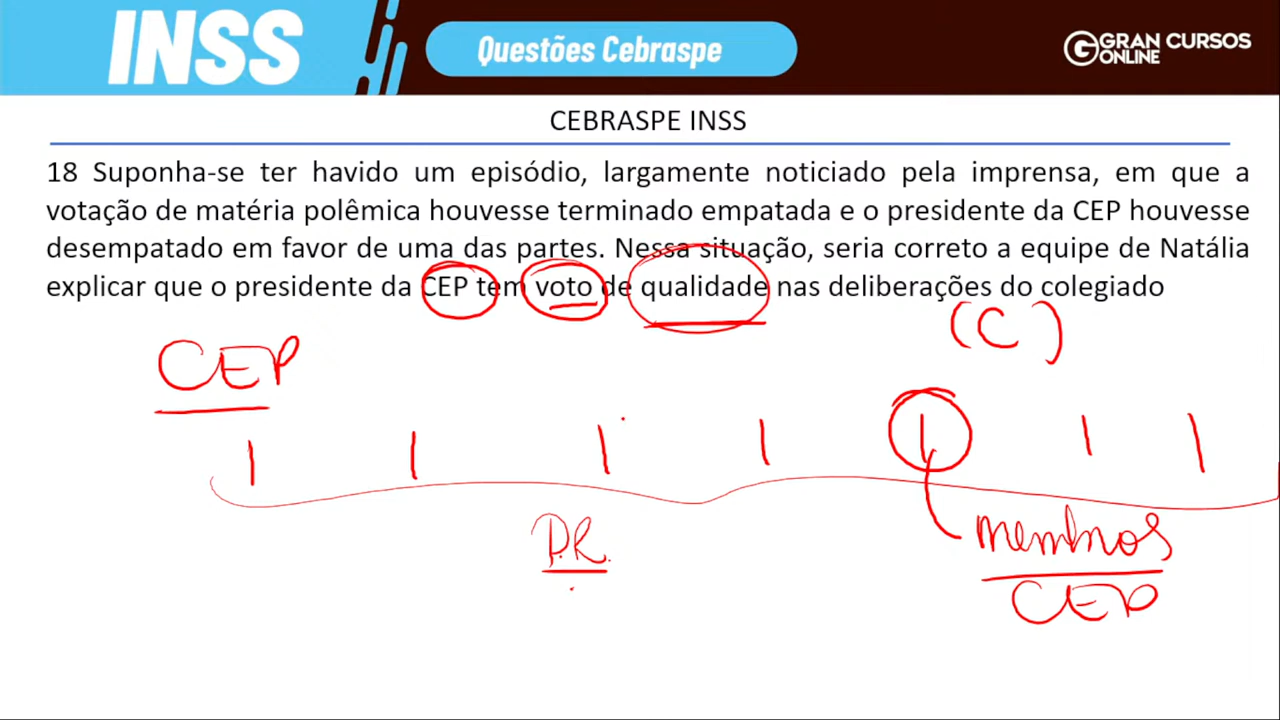 INSS
Questões Cebraspe
GRAN CURSOS
ONLINE
CEBRASPE INSS
18 Suponha-se ter havido um episódio, largamente noticiado pela imprensa, em que a
votação de matéria polêmica houvesse terminado empatada e o presidente da CEP houvesse
desempatado em favor de uma das partes. Nessa situação, seria correto a equipe de Natália
explicar que o presidente da CEP tem voto de qualidade nas deliberações do colegiado
(C)
CEP
P.R.
membros
CEP